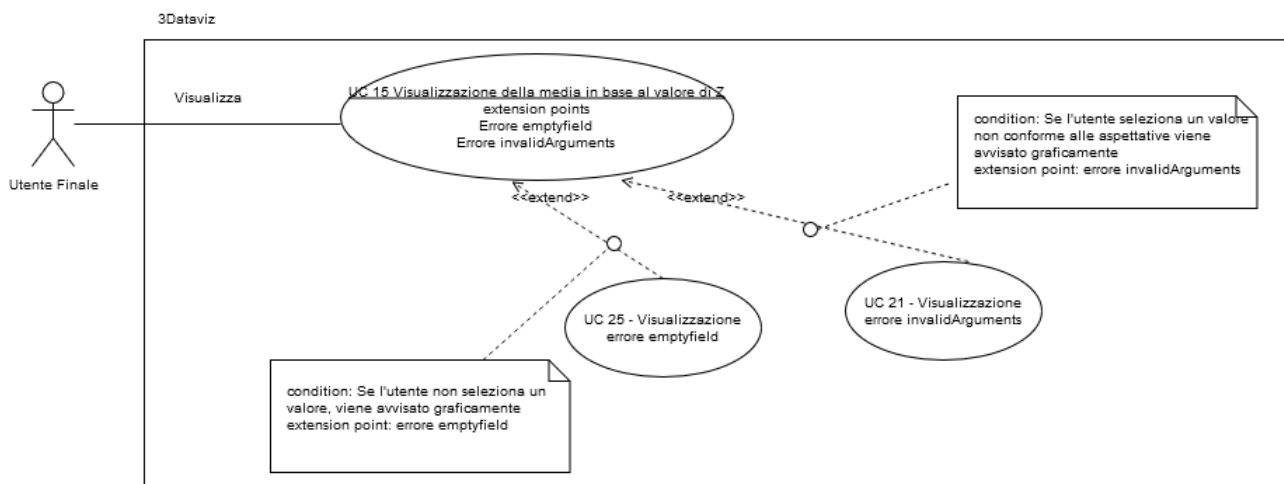 3Dataviz
Visualizza
Utente Finale
UC 15 Visualizzazione della media in base al valore di Z
extension points
Errore emptyfield
Errore invalidArguments
condition: Se l'utente seleziona un valore
non conforme alle aspettative viene
avvisato graficamente
extension point: errore invalidArguments
<<extend>>
<<extend>>
UC 25 - Visualizzazione
errore emptyfield
UC 21 - Visualizzazione
errore invalidArguments
condition: Se l'utente non seleziona un
valore, viene avvisato graficamente
extension point: errore emptyfield